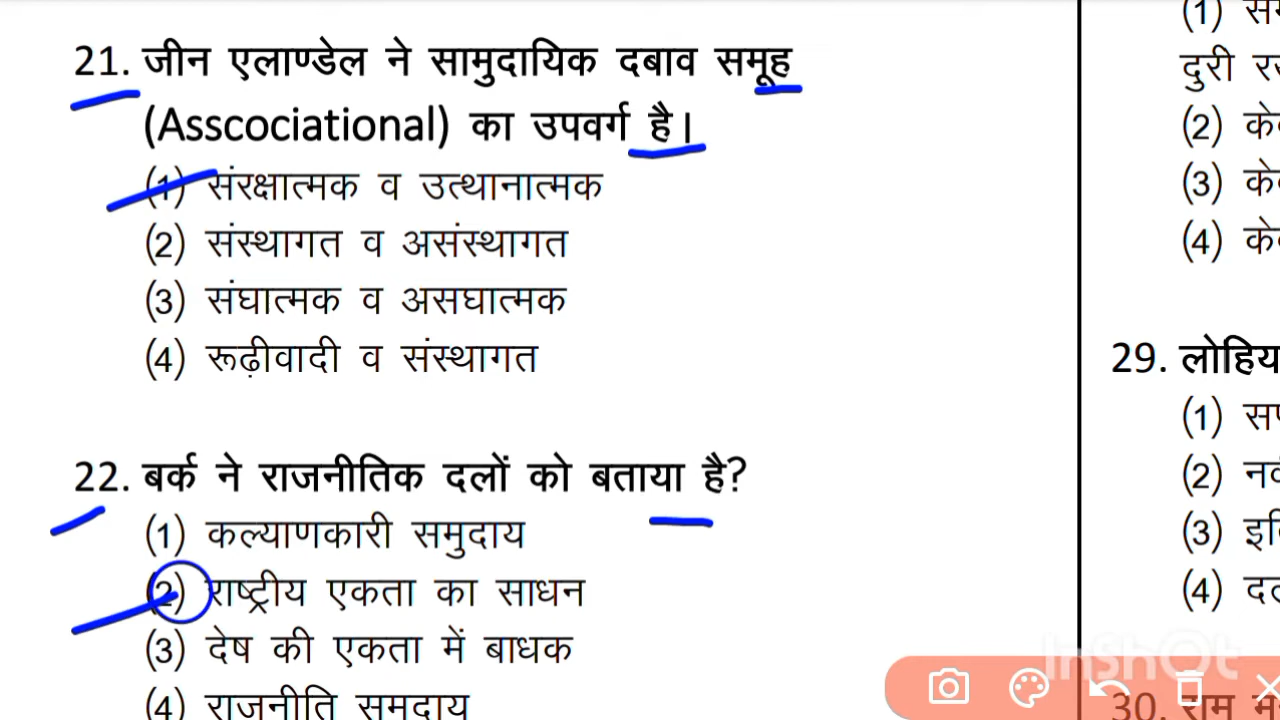 21. जीन एलाण्डेल ने सामुदायिक दबाव समूह
(Asscociational) का उपवर्ग है।
(1) संरक्षात्मक व उत्थानात्मक
(2) संस्थागत व असंस्थागत
(3) संघात्मक व असघात्मक
(4) रूढ़ीवादी व संस्थागत
22. बर्क ने राजनीतिक दलों को बताया है?
(1) कल्याणकारी समुदाय
(2) राष्ट्रीय एकता का साधन
(3) देष की एकता में बाधक
(4) राजनीति समुदाय
(1)
दुरी
(2)
(3)
(4)
29.
(1)
(2)
(3)
(4)
30. राम
InShOt